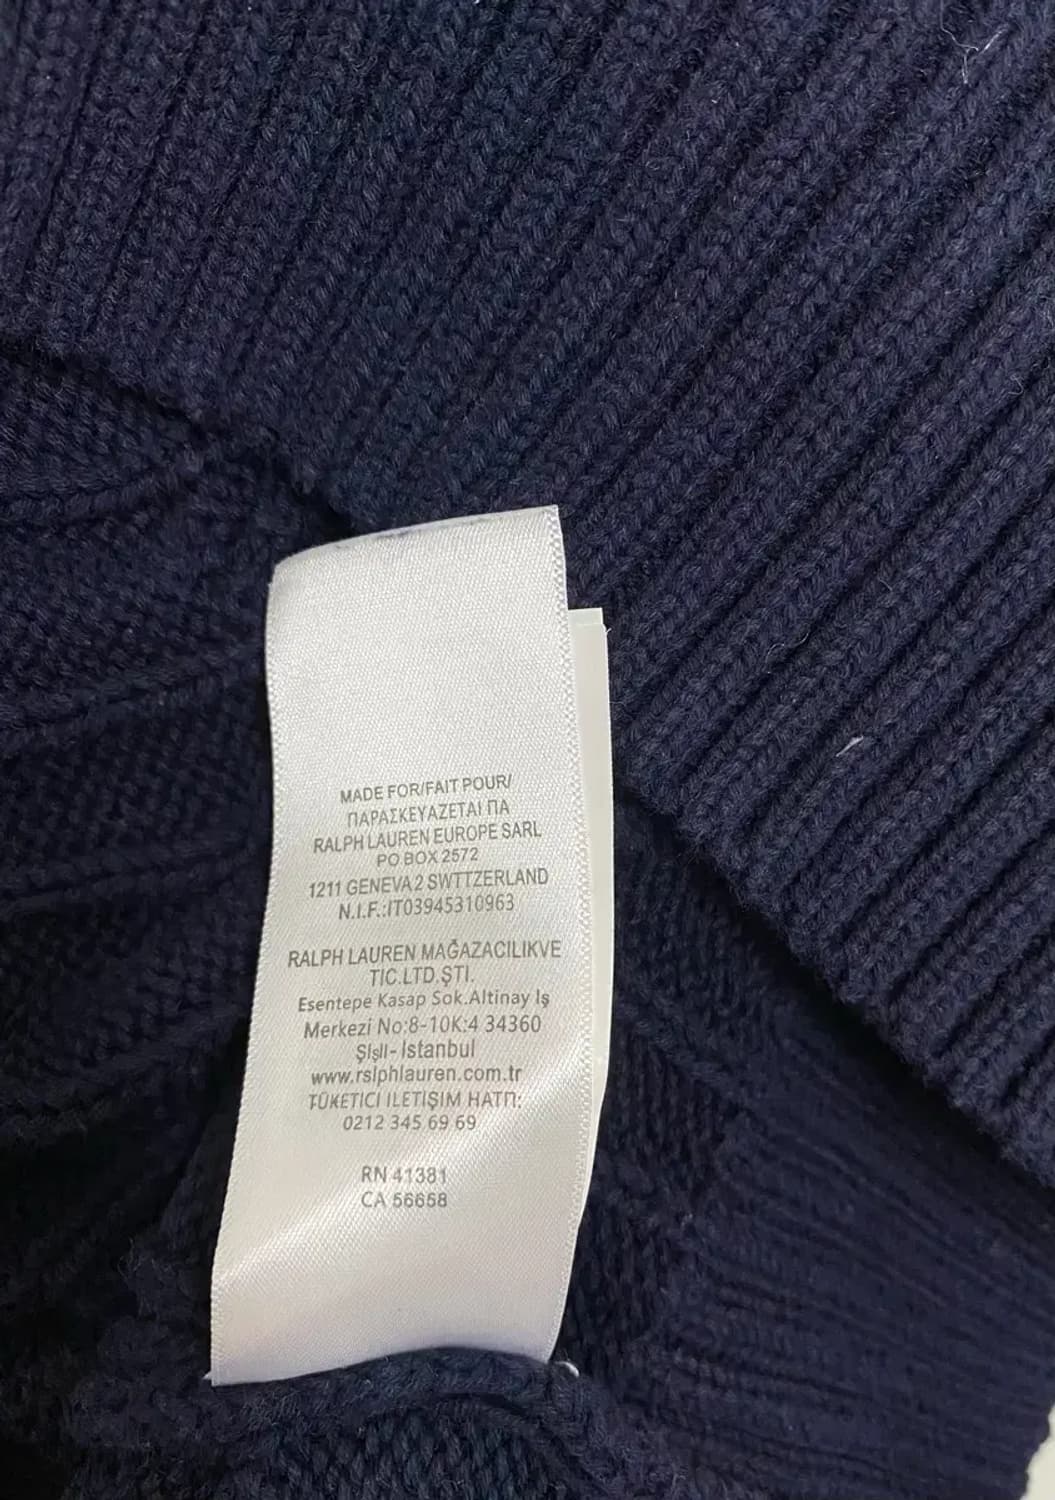 MADE FOR/FAIT POUR/
ΠΑΡΑΣΚΕΥΑΖΕΤΑΙ ΠΑ
RALPH LAUREN EUROPE SARL
PO BOX 2572
1211 GENEVA 2 SWTTZERLAND
N.I.F.:IT03945310963
RALPH LAUREN MAĞAZACILIKVE
TIC.LTD.ŞTI.
Esentepe Kasap Sok.Altinay Iş
Merkezi No:8-10K:4 34360
Şişli- Istanbul
www.rslphlauren.com.tr
TÜKETICI ILETIŞIM HATΠ:
0212 345 69 69
RN 41381
CA 56658